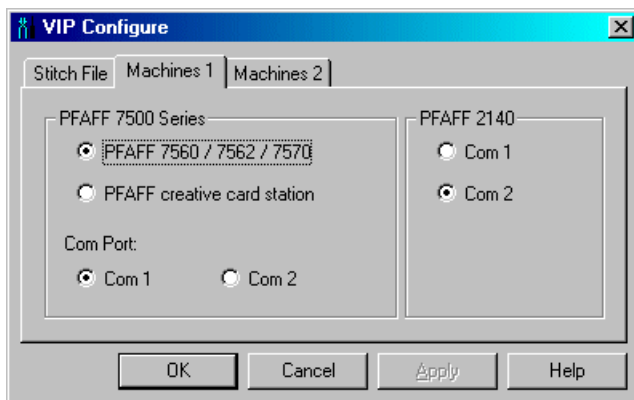 VIP Configure
Stitch File Machines 1 Machines 2
PFAFF 7500 Series
PFAFF 7560 / 7562 / 7570
PFAFF creative card station
Com Port:
Com 1 Com 2
PFAFF 2140
Com 1
Com 2
OK Cancel Apply Help